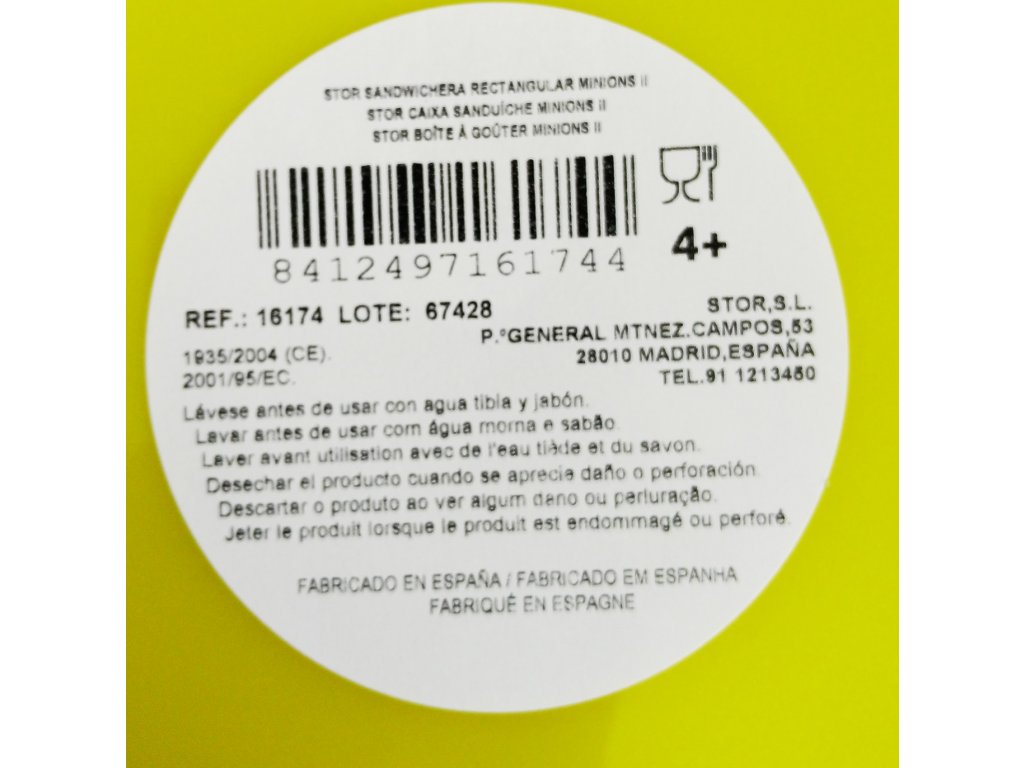 STOR SANDWICHERA RECTANGULAR MINIONS II
STOR CAIXA SANDUÍCHE MINIONS II
STOR BOÎTE À GOÛTER MINIONS II
8412497161744
4+
REF.: 16174 LOTE: 67428
STOR,S.L.
P.ºGENERAL MTNEZ.CAMPOS,53
28010 MADRID,ESPAÑA
TEL.91 1213450
1935/2004 (CE).
2001/95/EC.
Lávese antes de usar con agua tibia y jabón.
Lavar antes de usar com água morna e sabão.
Laver avant utilisation avec de l'eau tiède et du savon.
Desechar el producto cuando se aprecie daño o perforación.
Descartar o produto ao ver algum dano ou perfuração.
Jeter le produit lorsque le produit est endommagé ou perforé.
FABRICADO EN ESPAÑA / FABRICADO EM ESPANHA
FABRIQUÉ EN ESPAGNE